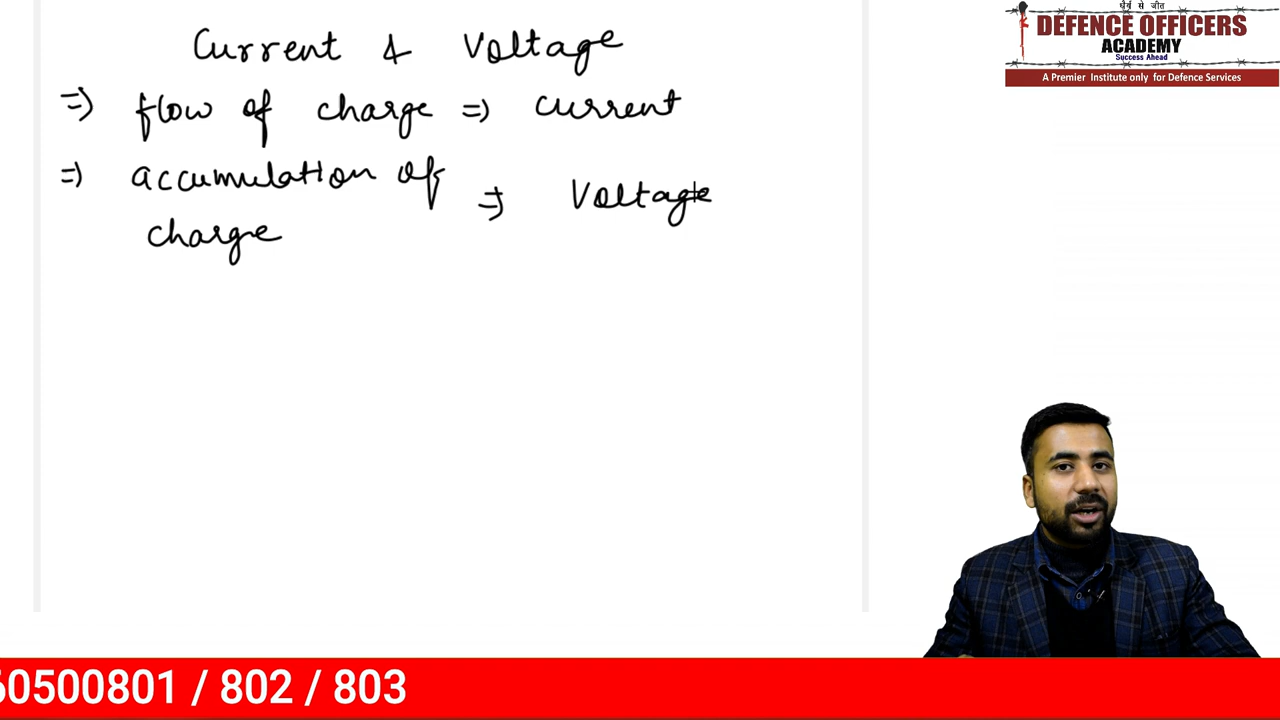 Current & Voltage
⇒ flow of charge ⇒ current
⇒ accumulation of charge ⇒ Voltage
धैर्य से जीत
DEFENCE OFFICERS
ACADEMY
Success Ahead
A Premier Institute only for Defence Services
60500801 / 802 / 803